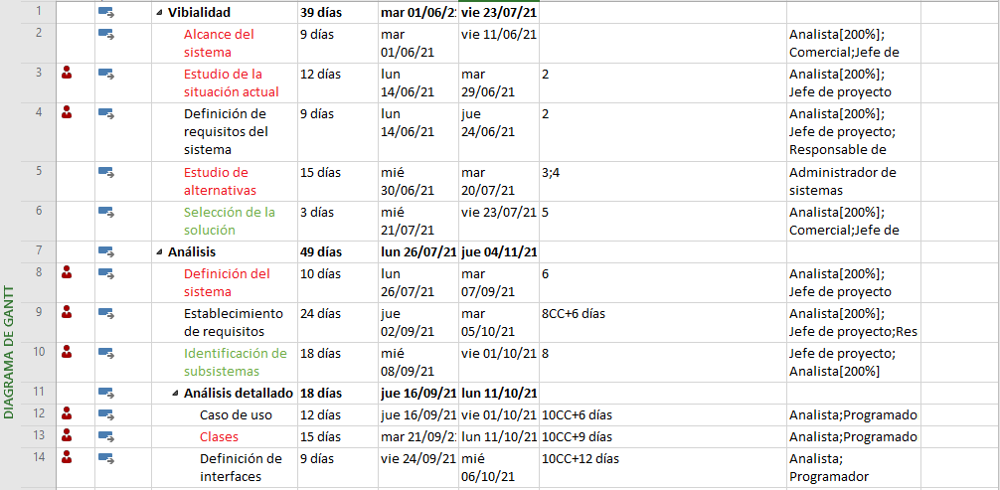 DIAGRAMA DE GANTT
1 Vibialidad 39 días mar 01/06/21 vie 23/07/21
2 Alcance del sistema 9 días mar 01/06/21 vie 11/06/21 Analista[200%]; Comercial;Jefe de
3 Estudio de la situación actual 12 días lun 14/06/21 mar 29/06/21 2 Analista[200%]; Jefe de proyecto
4 Definición de requisitos del sistema 9 días lun 14/06/21 jue 24/06/21 2 Analista[200%]; Jefe de proyecto; Responsable de
5 Estudio de alternativas 15 días mié 30/06/21 mar 20/07/21 3;4 Administrador de sistemas
6 Selección de la solución 3 días mié 21/07/21 vie 23/07/21 5 Analista[200%]; Comercial;Jefe de
7 Análisis 49 días lun 26/07/21 jue 04/11/21
8 Definición del sistema 10 días lun 26/07/21 mar 07/09/21 6 Analista[200%]; Jefe de proyecto
9 Establecimiento de requisitos 24 días jue 02/09/21 mar 05/10/21 8CC+6 días Analista[200%]; Jefe de proyecto;Res
10 Identificación de subsistemas 18 días mié 08/09/21 vie 01/10/21 8 Jefe de proyecto; Analista[200%]
11 Análisis detallado 18 días jue 16/09/21 lun 11/10/21
12 Caso de uso 12 días jue 16/09/21 vie 01/10/21 10CC+6 días Analista;Programado
13 Clases 15 días mar 21/09/2 lun 11/10/21 10CC+9 días Analista;Programado
14 Definición de interfaces 9 días vie 24/09/21 mié 06/10/21 10CC+12 días Analista; Programador